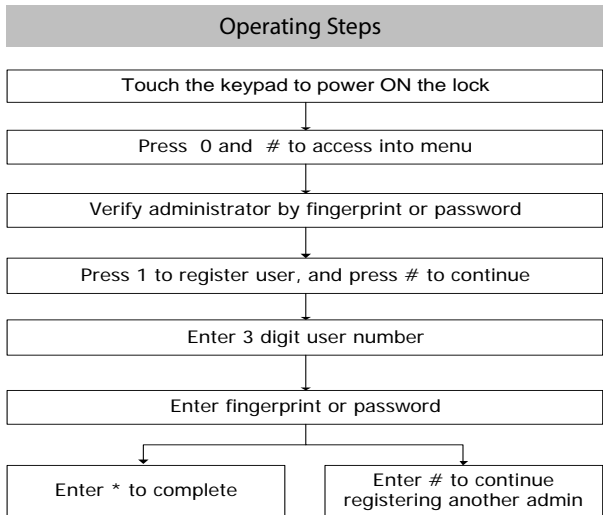 Operating Steps
Touch the keypad to power ON the lock
Press 0 and # to access into menu
Verify administrator by fingerprint or password
Press 1 to register user, and press # to continue
Enter 3 digit user number
Enter fingerprint or password
Enter * to complete
Enter # to continue
registering another admin